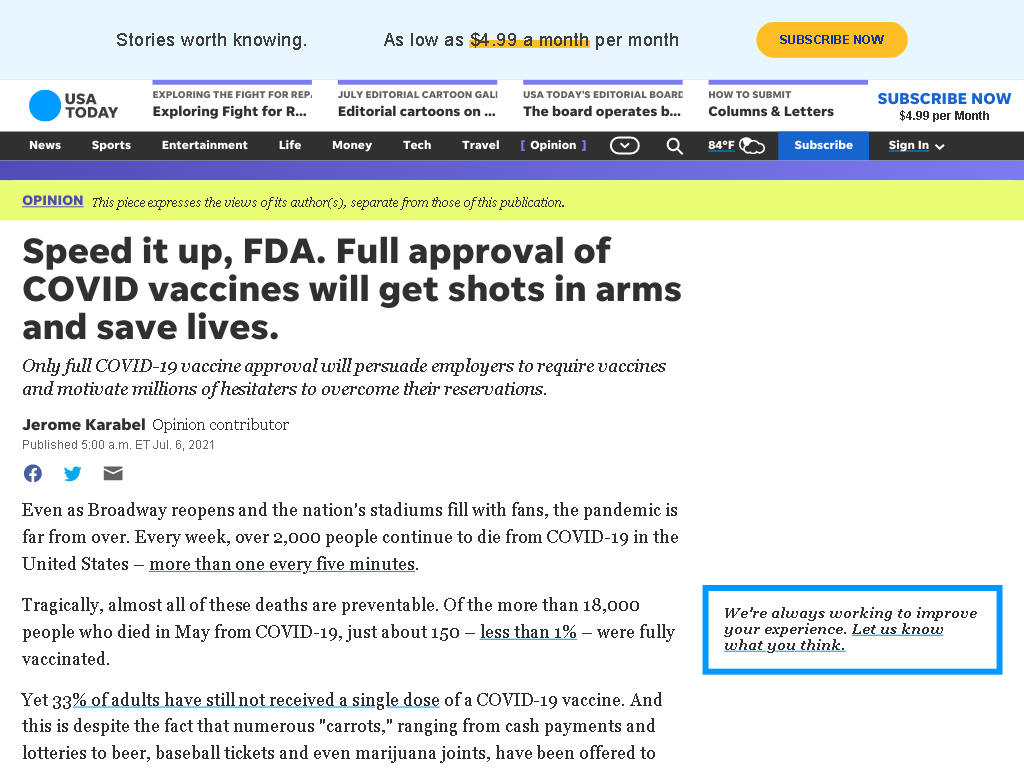 Stories worth knowing.
As low as $4.99 a month per month
SUBSCRIBE NOW
USA
TODAY
EXPLORING THE FIGHT FOR REP
Exploring Fight for R...
JULY EDITORIAL CARTOON GALL
Editorial cartoons on ...
USA TODAY'S EDITORIAL BOARD
The board operates b...
HOW TO SUBMIT
Columns & Letters
SUBSCRIBE NOW
$4.99 per Month
News Sports Entertainment Life Money Tech Travel [ Opinion ] 84°F Subscribe Sign In
OPINION This piece expresses the views of its author(s), separate from those of this publication.
Speed it up, FDA. Full approval of
COVID vaccines will get shots in arms
and save lives.
Only full COVID-19 vaccine approval will persuade employers to require vaccines
and motivate millions of hesitaters to overcome their reservations.
Jerome Karabel Opinion contributor
Published 5:00 a.m. ET Jul. 6, 2021
Even as Broadway reopens and the nation's stadiums fill with fans, the pandemic is
far from over. Every week, over 2,000 people continue to die from COVID-19 in the
United States – more than one every five minutes.
Tragically, almost all of these deaths are preventable. Of the more than 18,000
people who died in May from COVID-19, just about 150 – less than 1% – were fully
vaccinated.
Yet 33% of adults have still not received a single dose of a COVID-19 vaccine. And
this is despite the fact that numerous "carrots," ranging from cash payments and
lotteries to beer, baseball tickets and even marijuana joints, have been offered to
We're always working to improve
your experience. Let us know
what you think.